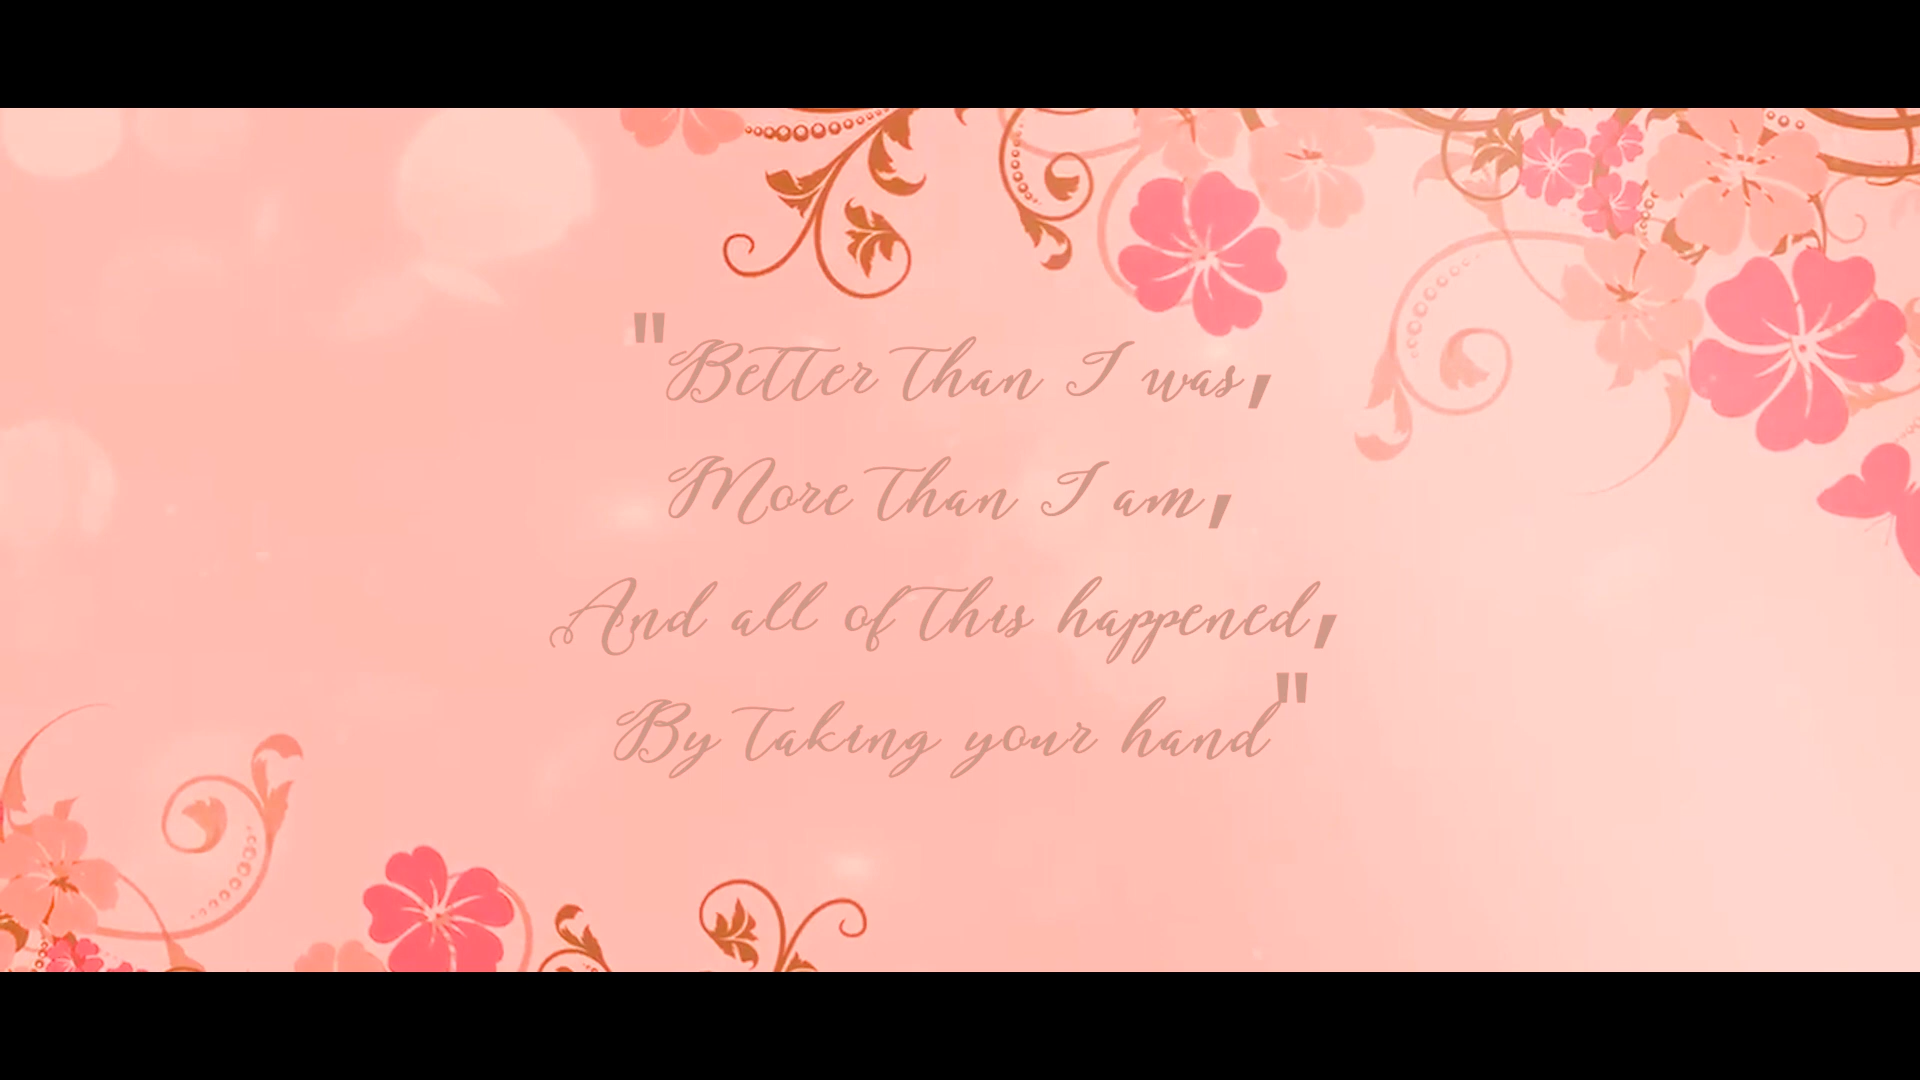 "Better than I was,
More than I am,
And all of this happened,
By taking your hand"